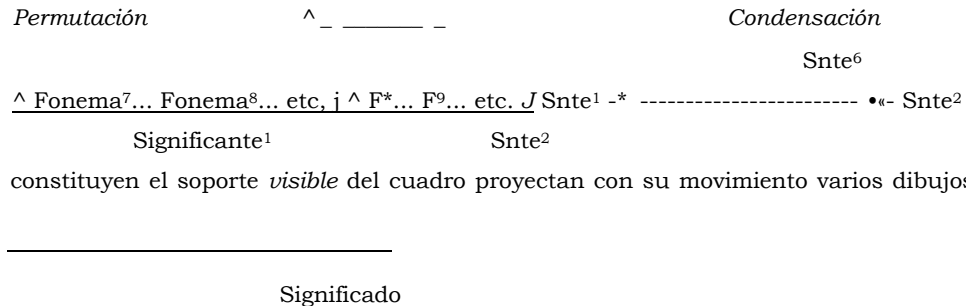 Permutación ^_ _______ _ Condensación
Snte⁶
^ Fonema⁷... Fonema⁸... etc, j ^ F*... F⁹... etc. J Snte¹ -* ------------------------ •«- Snte²
Significante¹ Snte²
constituyen el soporte visible del cuadro proyectan con su movimiento varios dibujos
Significado